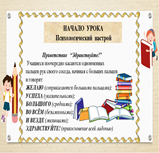 НАЧАЛО УРОКА
Психологический настрой
Приветствие "Здравствуйте!"
Учащиеся поочередно касаются одноименных
пальцев рук своего соседа, начиная с больших пальцев
и говорят:
ЖЕЛАЮ (соприкасаются большими пальцами);
УСПЕХА (указательными);
БОЛЬШОГО (средними);
ВО ВСЁМ (безымянными);
И ВЕЗДЕ (мизинцами);
ЗДРАВСТВУЙТЕ! (прикосновение всей ладонью)